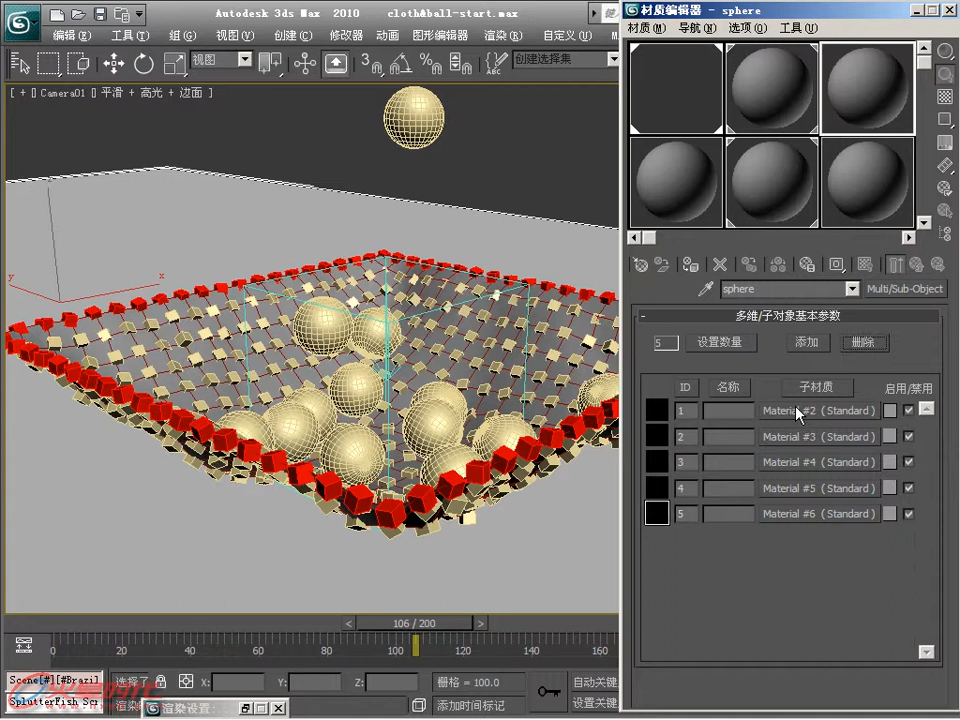 Autodesk 3ds Max 2010 cloth&ball-start.max
编辑(E) 工具(T) 组(G) 视图(V) 创建(C) 修改器 动画 图形编辑器 渲染(R) 自定义(U)
视图
3
创建选择集
[ + [] Camera01 [] 平滑 + 高光 + 边面 ]
y
x
106 / 200
0 20 40 60 80 100 120 140 160
Scene[#][#Brazil
选择了
X:
Y:
Z:
栅格 = 100.0
自动关键
SplutterFish Scr
渲染设置:
添加时间标记
设置关键
材质编辑器 - sphere
材质(M) 导航(N) 选项(O) 工具(U)
sphere
Multi/Sub-Object
多维/子对象基本参数
5 设置数量 添加 删除
ID 名称 子材质 启用/禁用
1 Material #2 ( Standard )
2 Material #3 ( Standard )
3 Material #4 ( Standard )
4 Material #5 ( Standard )
5 Material #6 ( Standard )